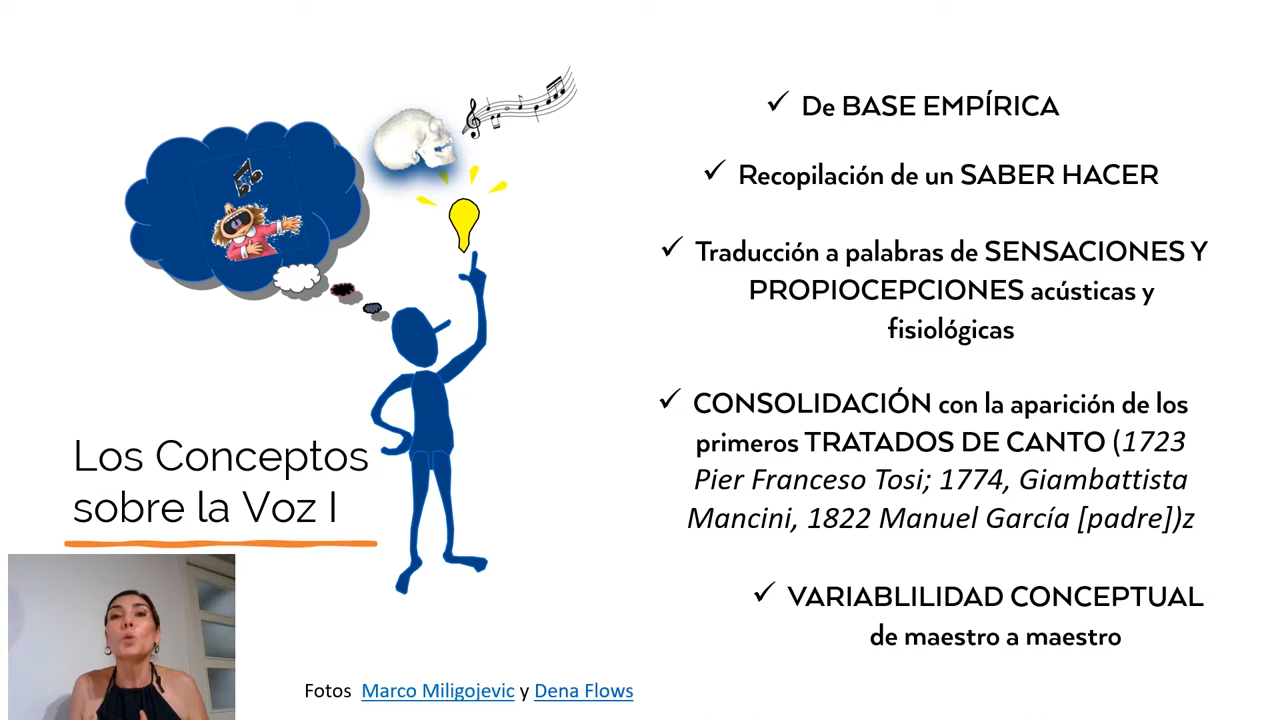 ✓ De BASE EMPÍRICA
✓ Recopilación de un SABER HACER
✓ Traducción a palabras de SENSACIONES Y
PROPIOCEPCIONES acústicas y
fisiológicas
✓ CONSOLIDACIÓN con la aparición de los
primeros TRATADOS DE CANTO (1723
Pier Franceso Tosi; 1774, Giambattista
Mancini, 1822 Manuel García [padre])z
✓ VARIABLILIDAD CONCEPTUAL
de maestro a maestro
Los Conceptos
sobre la Voz I
Fotos Marco Miligojevic y Dena Flows